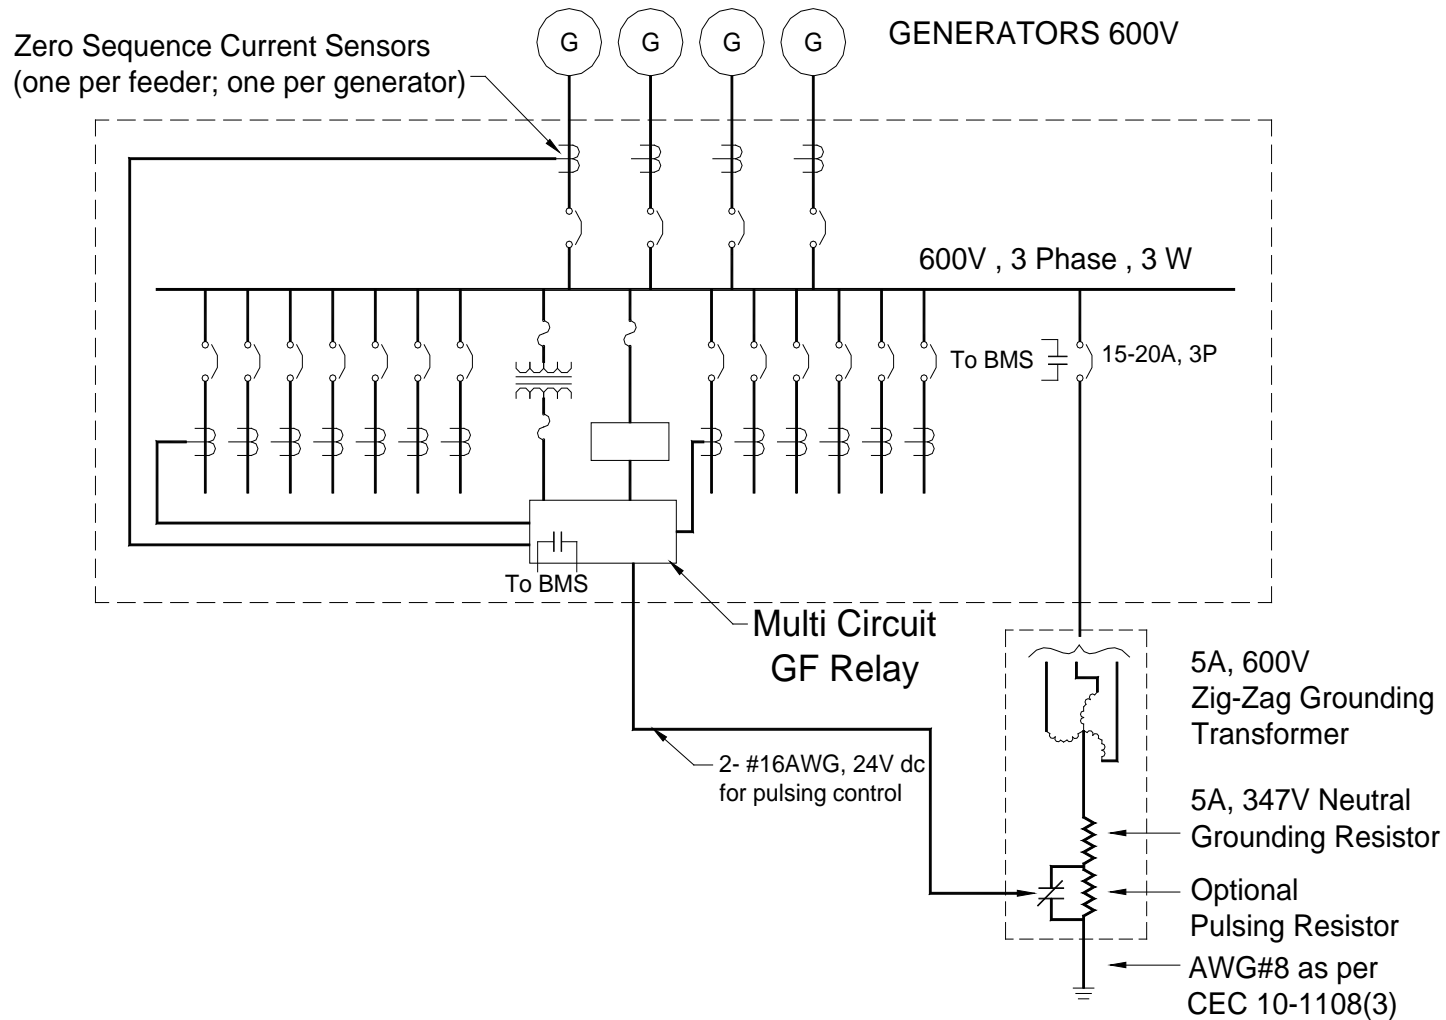 G
G
G
G
GENERATORS 600V
Zero Sequence Current Sensors
(one per feeder; one per generator)
600V , 3 Phase , 3 W
To BMS
15-20A, 3P
To BMS
Multi Circuit
GF Relay
2- #16AWG, 24V dc
for pulsing control
5A, 600V
Zig-Zag Grounding
Transformer
5A, 347V Neutral
Grounding Resistor
Optional
Pulsing Resistor
AWG#8 as per
CEC 10-1108(3)